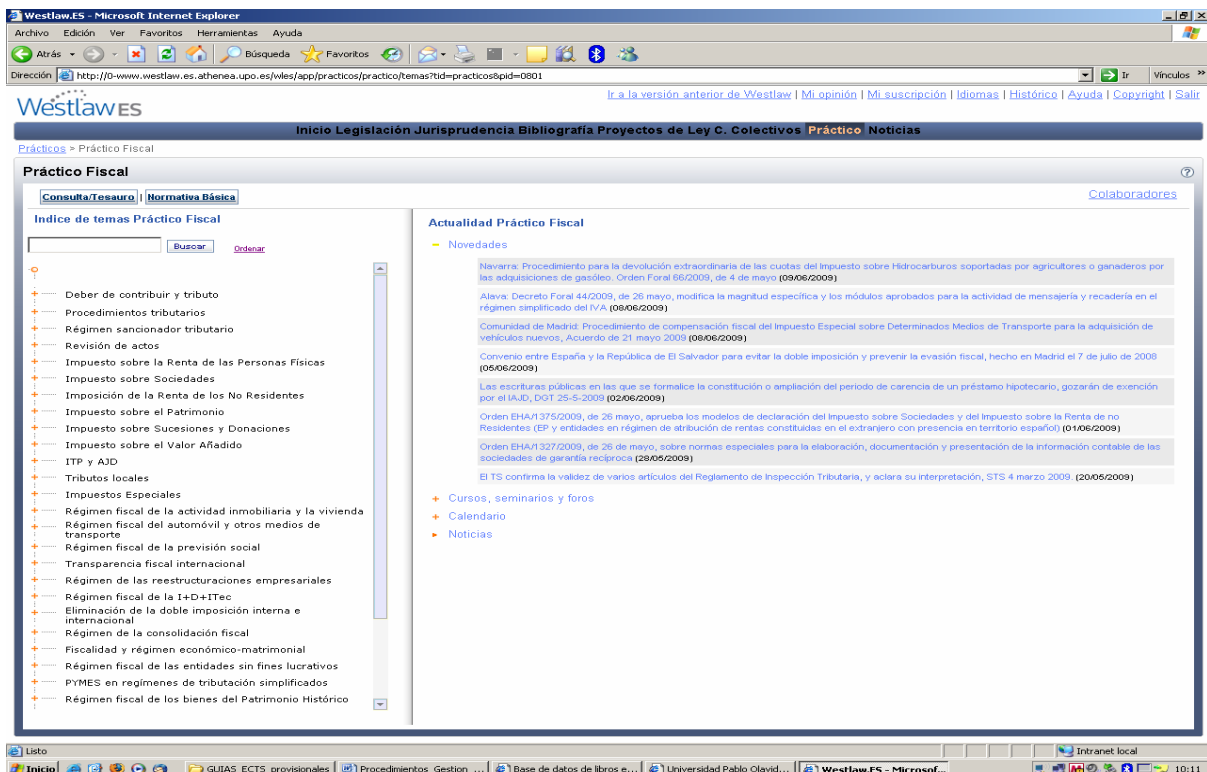 Westlaw.ES - Microsoft Internet Explorer
Archivo Edición Ver Favoritos Herramientas Ayuda
Atrás Búsqueda Favoritos
Dirección http://0-www.westlaw.es.athenea.upo.es/wles/app/practicos/practico/temas?tid=practicos&pid=0801 Ir Vínculos »
Ir a la versión anterior de Westlaw | Mi opinión | Mi suscripción | Idiomas | Histórico | Ayuda | Copyright | Salir
Westlaw ES
Inicio Legislación Jurisprudencia Bibliografía Proyectos de Ley C. Colectivos Práctico Noticias
Prácticos > Práctico Fiscal
Práctico Fiscal
Consulta/Tesauro | Normativa Básica
Colaboradores
Indice de temas Práctico Fiscal
Buscar Ordenar
Deber de contribuir y tributo
Procedimientos tributarios
Régimen sancionador tributario
Revisión de actos
Impuesto sobre la Renta de las Personas Físicas
Impuesto sobre Sociedades
Imposición de la Renta de los No Residentes
Impuesto sobre el Patrimonio
Impuesto sobre Sucesiones y Donaciones
Impuesto sobre el Valor Añadido
ITP y AJD
Tributos locales
Impuestos Especiales
Régimen fiscal de la actividad inmobiliaria y la vivienda
Régimen fiscal del automóvil y otros medios de
transporte
Régimen fiscal de la previsión social
Transparencia fiscal internacional
Régimen de las reestructuraciones empresariales
Régimen fiscal de la I+D+ITec
Eliminación de la doble imposición interna e
internacional
Régimen de la consolidación fiscal
Fiscalidad y régimen económico-matrimonial
Régimen fiscal de las entidades sin fines lucrativos
PYMES en regímenes de tributación simplificados
Régimen fiscal de los bienes del Patrimonio Histórico
Actualidad Práctico Fiscal
Novedades
Navarra: Procedimiento para la devolución extraordinaria de las cuotas del Impuesto sobre Hidrocarburos soportadas por agricultores o ganaderos por
las adquisiciones de gasóleo. Orden Foral 66/2009, de 4 de mayo (09/06/2009)
Alava: Decreto Foral 44/2009, de 26 mayo, modifica la magnitud específica y los módulos aprobados para la actividad de mensajería y recadería en el
régimen simplificado del IVA (08/06/2009)
Comunidad de Madrid: Procedimiento de compensación fiscal del Impuesto Especial sobre Determinados Medios de Transporte para la adquisición de
vehículos nuevos, Acuerdo de 21 mayo 2009 (08/06/2009)
Convenio entre España y la República de El Salvador para evitar la doble imposición y prevenir la evasión fiscal, hecho en Madrid el 7 de julio de 2008
(05/06/2009)
Las escrituras públicas en las que se formalice la constitución o ampliación del periodo de carencia de un préstamo hipotecario, gozarán de exención
por el IAJD, DGT 25-5-2009 (02/06/2009)
Orden EHA/1375/2009, de 26 mayo, aprueba los modelos de declaración del Impuesto sobre Sociedades y del Impuesto sobre la Renta de no
Residentes (EP y entidades en régimen de atribución de rentas constituidas en el extranjero con presencia en territorio español) (01/06/2009)
Orden EHA/1327/2009, de 26 de mayo, sobre normas especiales para la elaboración, documentación y presentación de la información contable de las
sociedades de garantía recíproca (28/05/2009)
El TS confirma la validez de varios artículos del Reglamento de Inspección Tributaria, y aclara su interpretación, STS 4 marzo 2009. (20/05/2009)
Cursos, seminarios y foros
Calendario
Noticias
Listo Intranet local
Inicio GUIAS_ECTS_provisionales Procedimientos_Gestion_... Base de datos de libros e... Universidad Pablo Olavid... Westlaw.ES - Microsof... 10:11